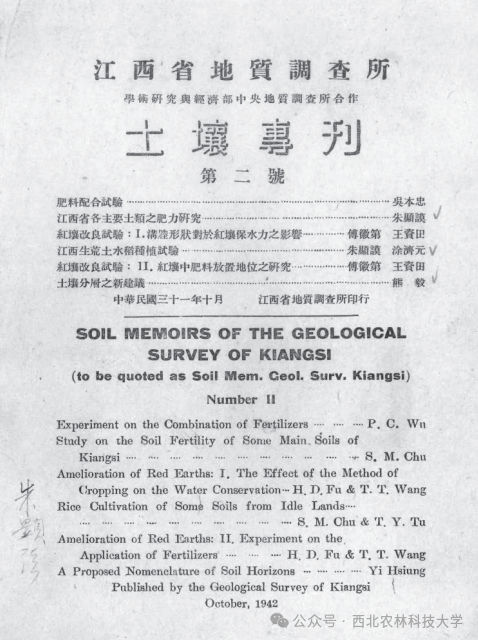 江西省地質調查所
學術研究與經濟部中央地質調查所合作
土壤專刊
第二號
肥料配合試驗 吳本忠
江西省各主要土類之肥力研究 朱顯謨
紅壤改良試驗：I.溝隆形狀對於紅壤保水力之影響 傅徽第 王資田
江西生荒土水稻種植試驗 朱顯謨 涂濟元
紅壤改良試驗：II.紅壤中肥料放置地位之研究 傅徽第 王資田
土壤分層之新建議 熊毅
中華民國三十一年十月 江西省地質調查所印行
SOIL MEMOIRS OF THE GEOLOGICAL
SURVEY OF KIANGSI
(to be quoted as Soil Mem. Geol. Surv. Kiangsi)
Number II
Experiment on the Combination of Fertilizers ... ... ... P. C. Wu
Study on the Soil Fertility of Some Main Soils of
Kiangsi ... ... ... S. M. Chu
Amelioration of Red Earths: I. The Effect of the Method of
Cropping on the Water Conservation ... H. D. Fu & T. T. Wang
Rice Cultivation of Some Soils from Idle Lands ...
... ... ... S. M. Chu & T. Y. Tu
Amelioration of Red Earths: II. Experiment on the
Application of Fertilizers ... ... ... H. D. Fu & T. T. Wang
A Proposed Nomenclature of Soil Horizons ... ... ... Yi Hsiung
Published by the Geological Survey of Kiangsi
October, 1942
朱顯
公众号·西北农林科技大学